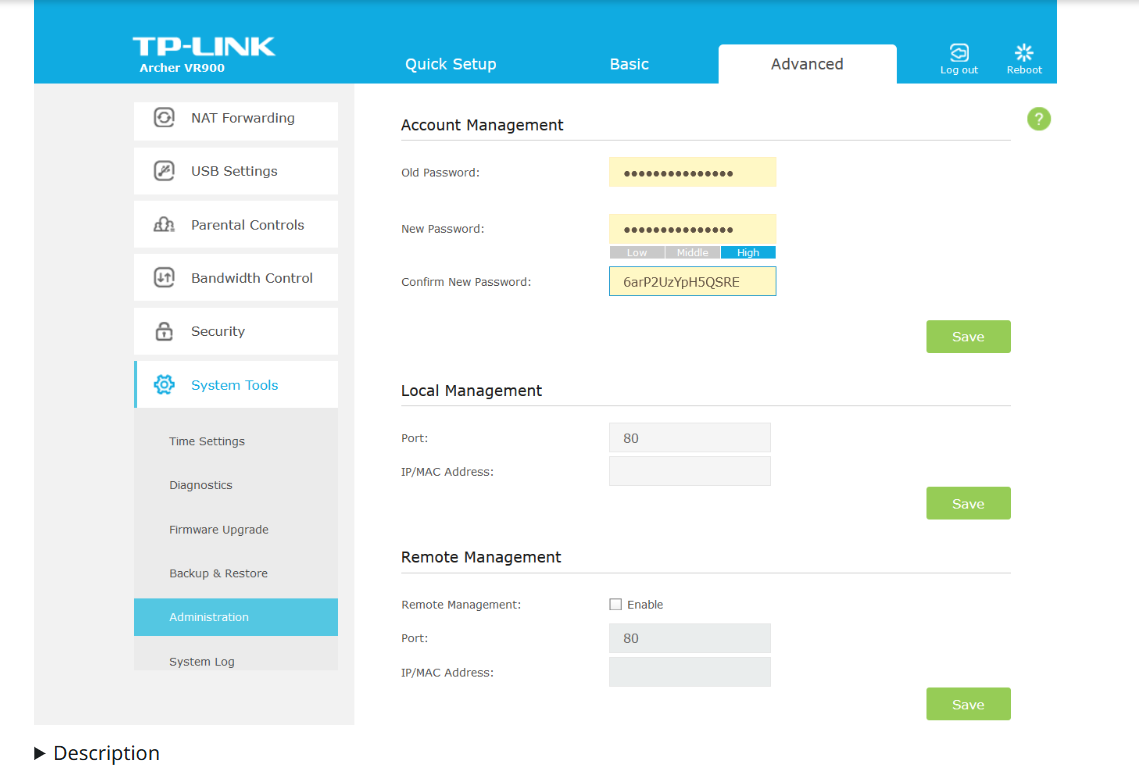 TP-LINK
Archer VR900
Quick Setup
Basic
Advanced
Log out
Reboot
NAT Forwarding
USB Settings
Parental Controls
Bandwidth Control
Security
System Tools
Time Settings
Diagnostics
Firmware Upgrade
Backup & Restore
Administration
System Log
Account Management
?
Old Password:
•••••••••••••••
New Password:
•••••••••••••••
Low Middle High
Confirm New Password:
6arP2UzYpH5QSRE
Save
Local Management
Port:
80
IP/MAC Address:
Save
Remote Management
Remote Management:
Enable
Port:
80
IP/MAC Address:
Save
Description